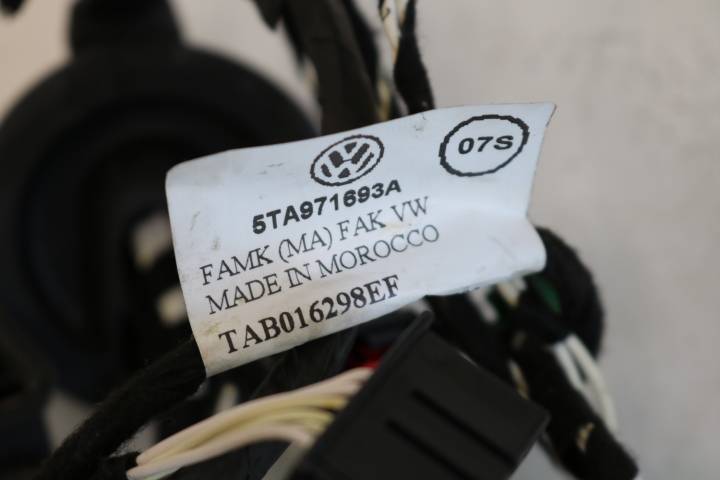 07S
5TA971693A
FAMK (MA) FAK VW
MADE IN MOROCCO
TAB016298EF